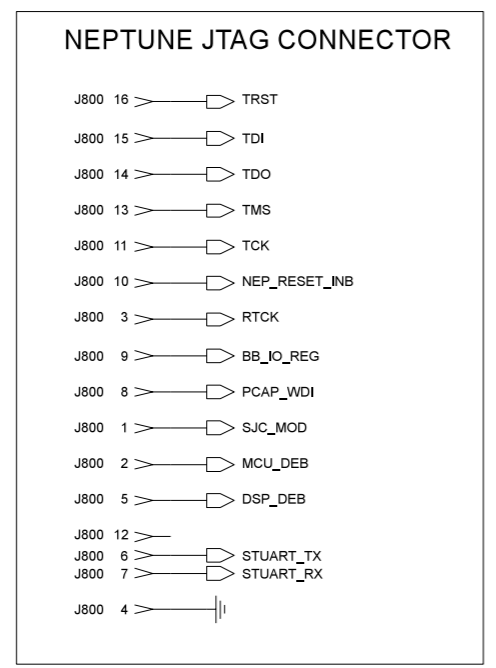 NEPTUNE JTAG CONNECTOR
J800 16 TRST
J800 15 TDI
J800 14 TDO
J800 13 TMS
J800 11 TCK
J800 10 NEP_RESET_INB
J800 3 RTCK
J800 9 BB_IO_REG
J800 8 PCAP_WDI
J800 1 SJC_MOD
J800 2 MCU_DEB
J800 5 DSP_DEB
J800 12
J800 6 STUART_TX
J800 7 STUART_RX
J800 4